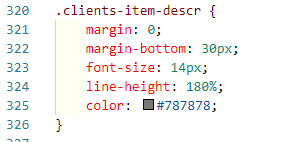 320 .clients-item-descr {
321 margin: 0;
322 margin-bottom: 30px;
323 font-size: 14px;
324 line-height: 180%;
325 color: #787878;
326 }
327